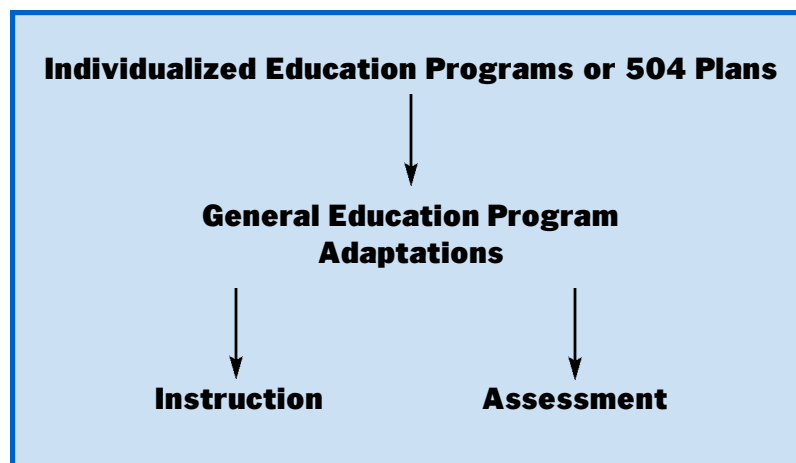 Individualized Education Programs or 504 Plans
General Education Program
Adaptations
Instruction
Assessment